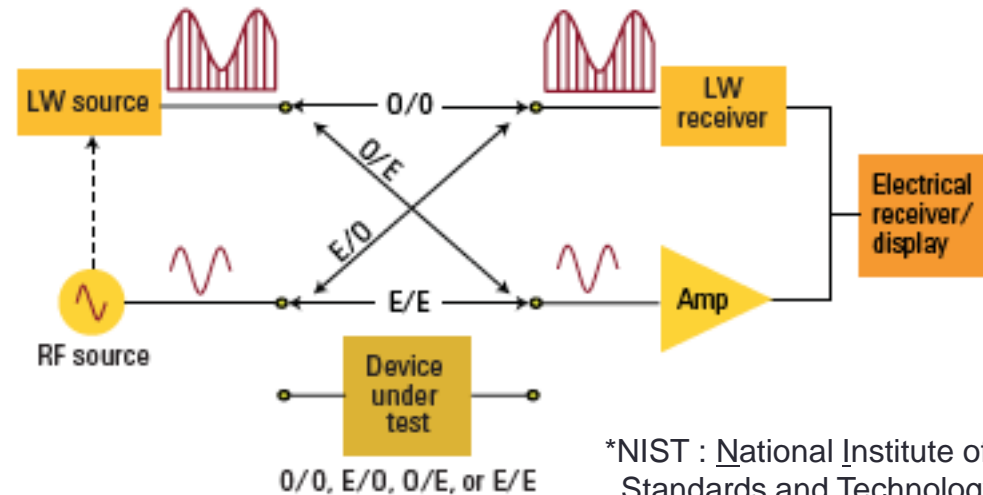 LW source
O/O
LW
receiver
O/E
E/O
Electrical
receiver/
display
E/E
Amp
RF source
Device
under
test
O/O, E/O, O/E, or E/E
*NIST : National Institute of
Standards and Technolog